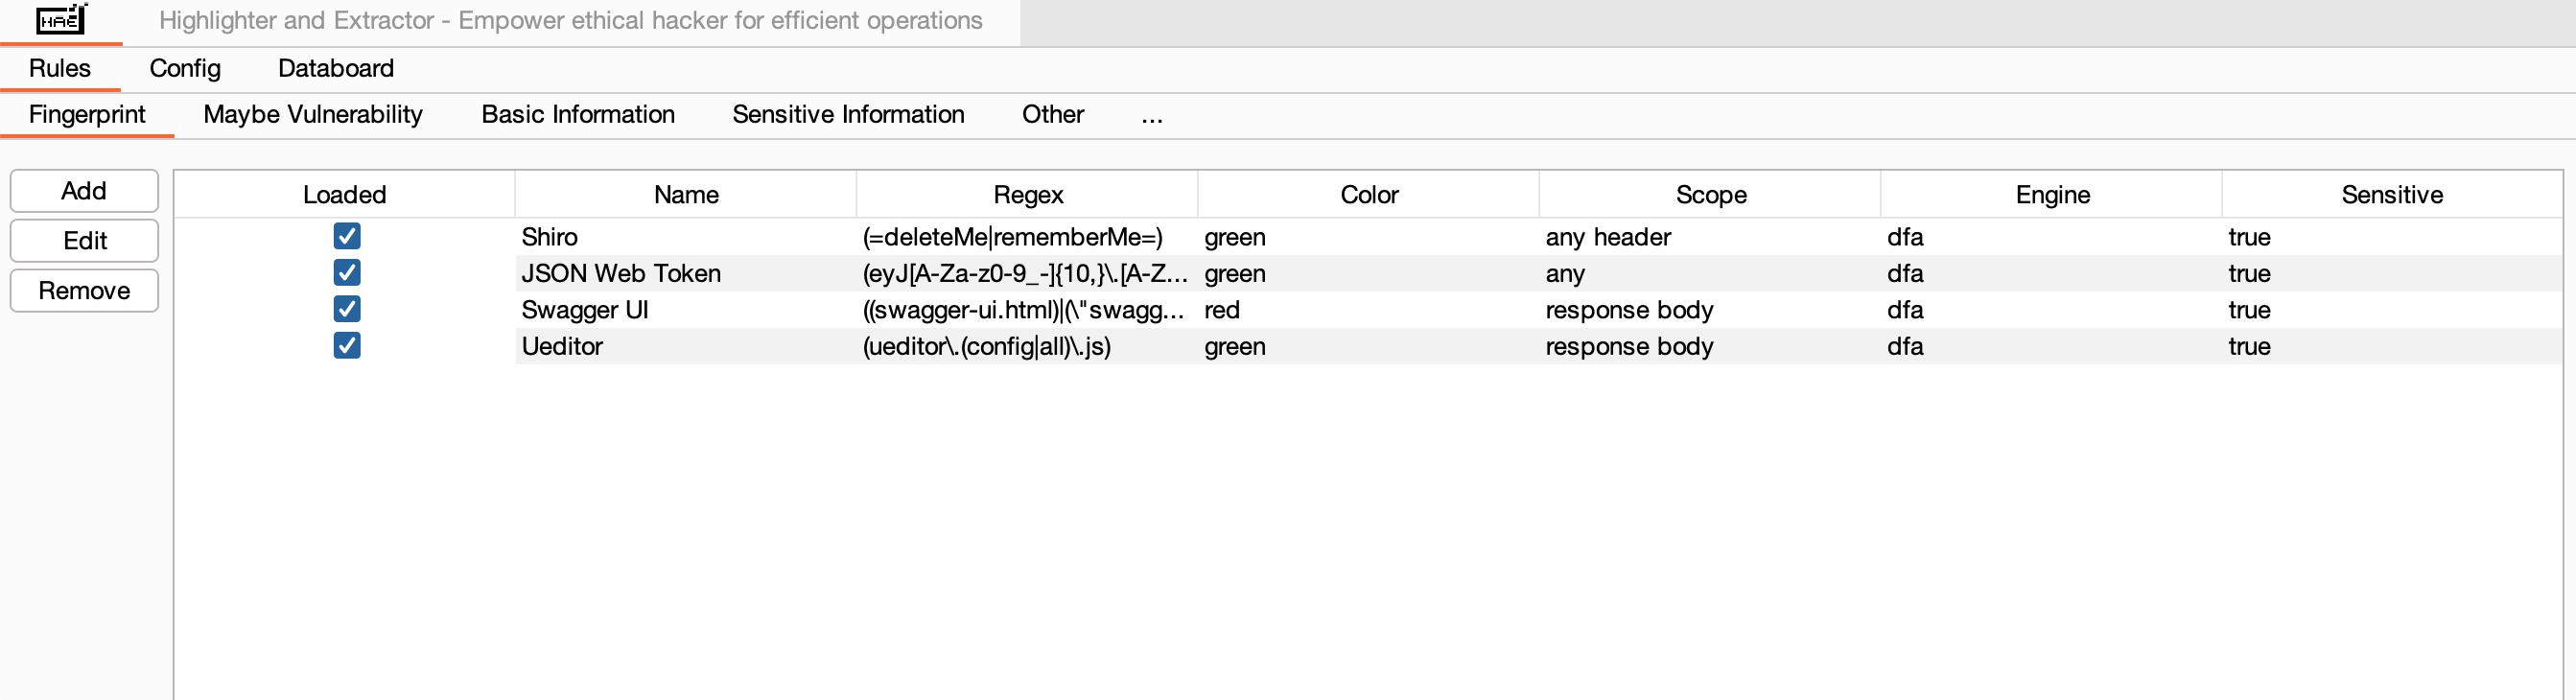 HAE Highlighter and Extractor - Empower ethical hacker for efficient operations
Rules Config Databoard
Fingerprint Maybe Vulnerability Basic Information Sensitive Information Other ...
Add
Edit
Remove
Loaded Name Regex Color Scope Engine Sensitive
Shiro (=deleteMe|rememberMe=) green any header dfa true
JSON Web Token (eyJ[A-Za-z0-9_-]{10,}\.[A-Z... green any dfa true
Swagger UI ((swagger-ui.html)|(\"swagg... red response body dfa true
Ueditor (ueditor\.(config|all)\.js) green response body dfa true